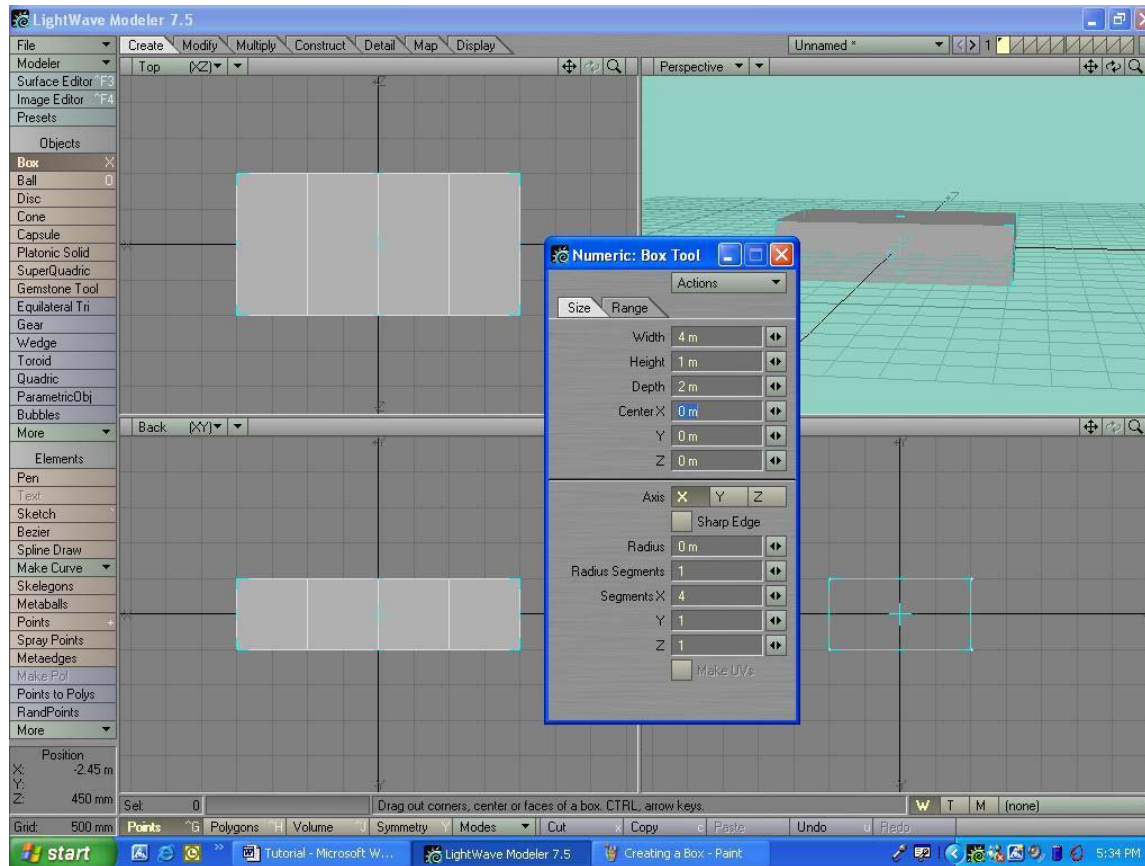 LightWave Modeler 7.5
File
Create Modify Multiply Construct Detail Map Display
Unnamed *
1
Modeler
Top (XZ)
Perspective
Surface Editor ^F3
Image Editor ^F4
Presets
Objects
Box X
Ball O
Disc
Cone
Capsule
Platonic Solid
SuperQuadric
Gemstone Tool
Equilateral Tri
Gear
Wedge
Toroid
Quadric
ParametricObj
Bubbles
More
Elements
Pen
Text
Sketch `
Bezier
Spline Draw
Make Curve
Skelegons
Metaballs
Points +
Spray Points
Metaedges
Make Pol
Points to Polys
RandPoints
More
Position
X: -2.45 m
Y:
Z: 450 mm
Grid: 500 mm
Back (XY)
Numeric: Box Tool
Actions
Size Range
Width 4 m
Height 1 m
Depth 2 m
Center X 0 m
Y 0 m
Z 0 m
Axis X Y Z
Sharp Edge
Radius 0 m
Radius Segments 1
Segments X 4
Y 1
Z 1
Make UVs
Sel: 0
Drag out corners, center or faces of a box. CTRL, arrow keys.
W T M (none)
Points ^G Polygons ^H Volume ^J Symmetry Y Modes Cut x Copy c Paste Undo u Redo
start
Tutorial - Microsoft W...
LightWave Modeler 7.5
Creating a Box - Paint
5:34 PM